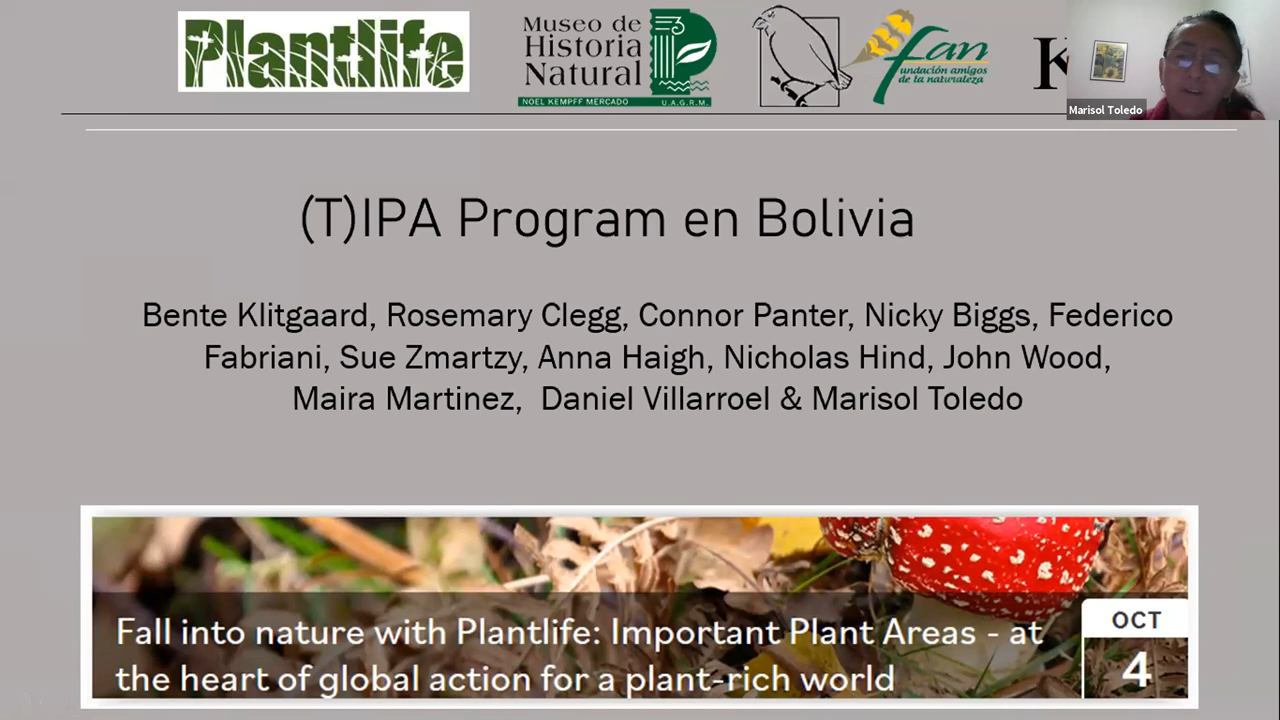 Plantlife
Museo de
Historia
Natural
NOEL KEMPFF MERCADO U.A.G.R.M.
fan
fundación amigos
de la naturaleza
K
Marisol Toledo
(T)IPA Program en Bolivia
Bente Klitgaard, Rosemary Clegg, Connor Panter, Nicky Biggs, Federico
Fabriani, Sue Zmartzy, Anna Haigh, Nicholas Hind, John Wood,
Maira Martinez, Daniel Villarroel & Marisol Toledo
Fall into nature with Plantlife: Important Plant Areas - at
the heart of global action for a plant-rich world
OCT
4